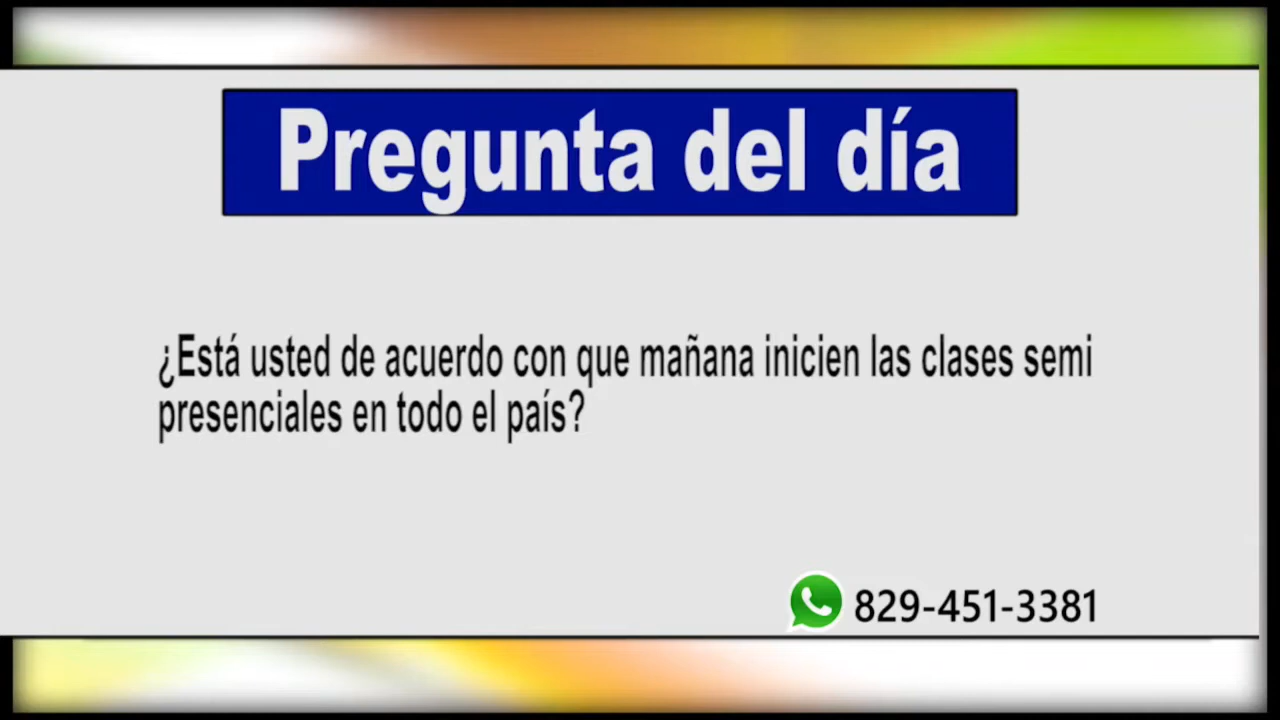 Pregunta del día
¿Está usted de acuerdo con que mañana inicien las clases semi
presenciales en todo el país?
829-451-3381